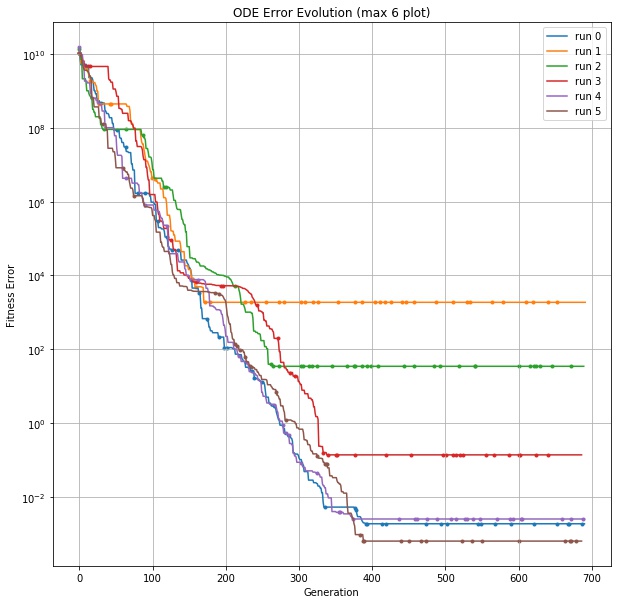 ODE Error Evolution (max 6 plot)
run 0
run 1
run 2
run 3
run 4
run 5
10^10
10^8
10^6
10^4
10^2
10^0
10^−2
Fitness Error
0 100 200 300 400 500 600 700
Generation